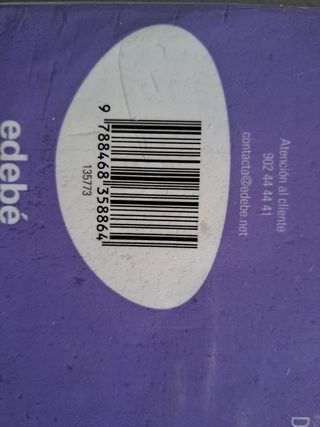 Atención al cliente
902 44 44 41
contacta@edebe.net
9 788468 358864
135773
edebé
D